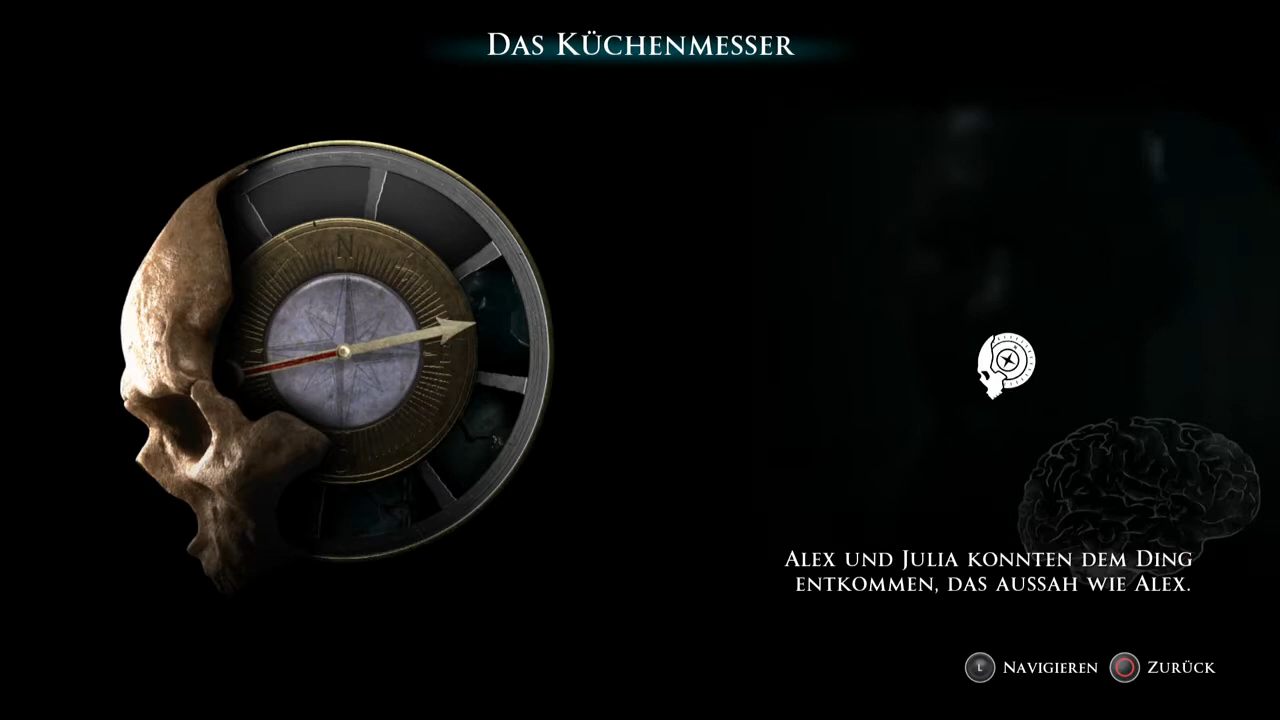 Das Küchenmesser
N
Alex und Julia konnten dem Ding
entkommen, das aussah wie Alex.
L Navigieren Zurück